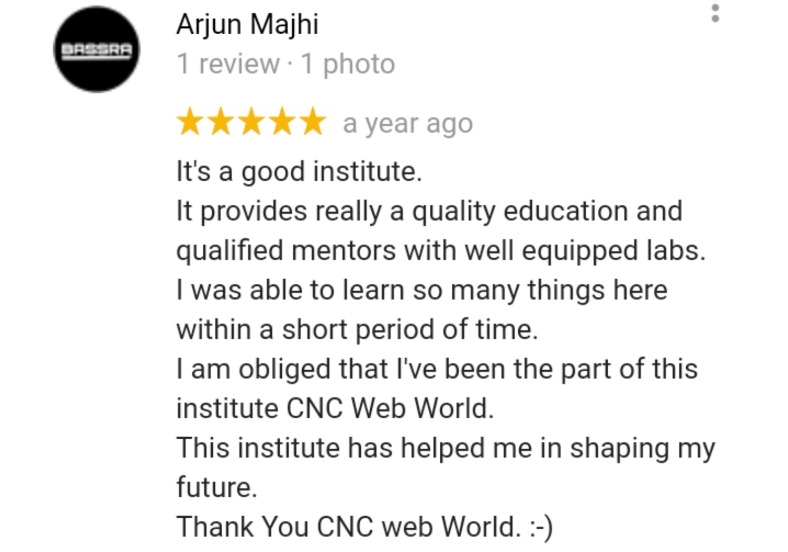 BASSRA
Arjun Majhi
1 review · 1 photo
a year ago
It's a good institute.
It provides really a quality education and
qualified mentors with well equipped labs.
I was able to learn so many things here
within a short period of time.
I am obliged that I've been the part of this
institute CNC Web World.
This institute has helped me in shaping my
future.
Thank You CNC web World. :-)